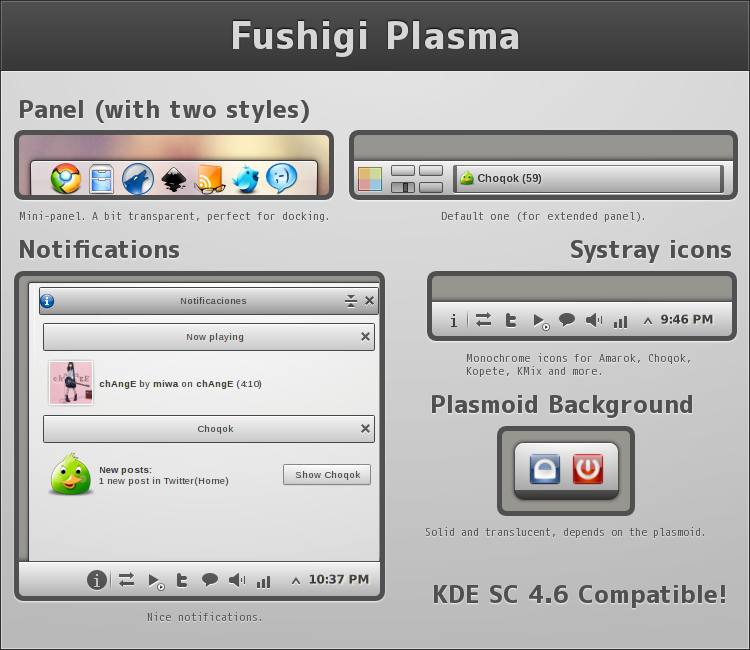 Fushigi Plasma
Panel (with two styles)
Choqok (59)
Mini-panel. A bit transparent, perfect for docking.
Default one (for extended panel).
Notifications
Notificaciones
Now playing
chAngE by miwa on chAngE (4:10)
Choqok
New posts:
1 new post in Twitter(Home)
Show Choqok
10:37 PM
Nice notifications.
Systray icons
9:46 PM
Monochrome icons for Amarok, Choqok,
Kopete, KMix and more.
Plasmoid Background
Solid and translucent, depends on the plasmoid.
KDE SC 4.6 Compatible!